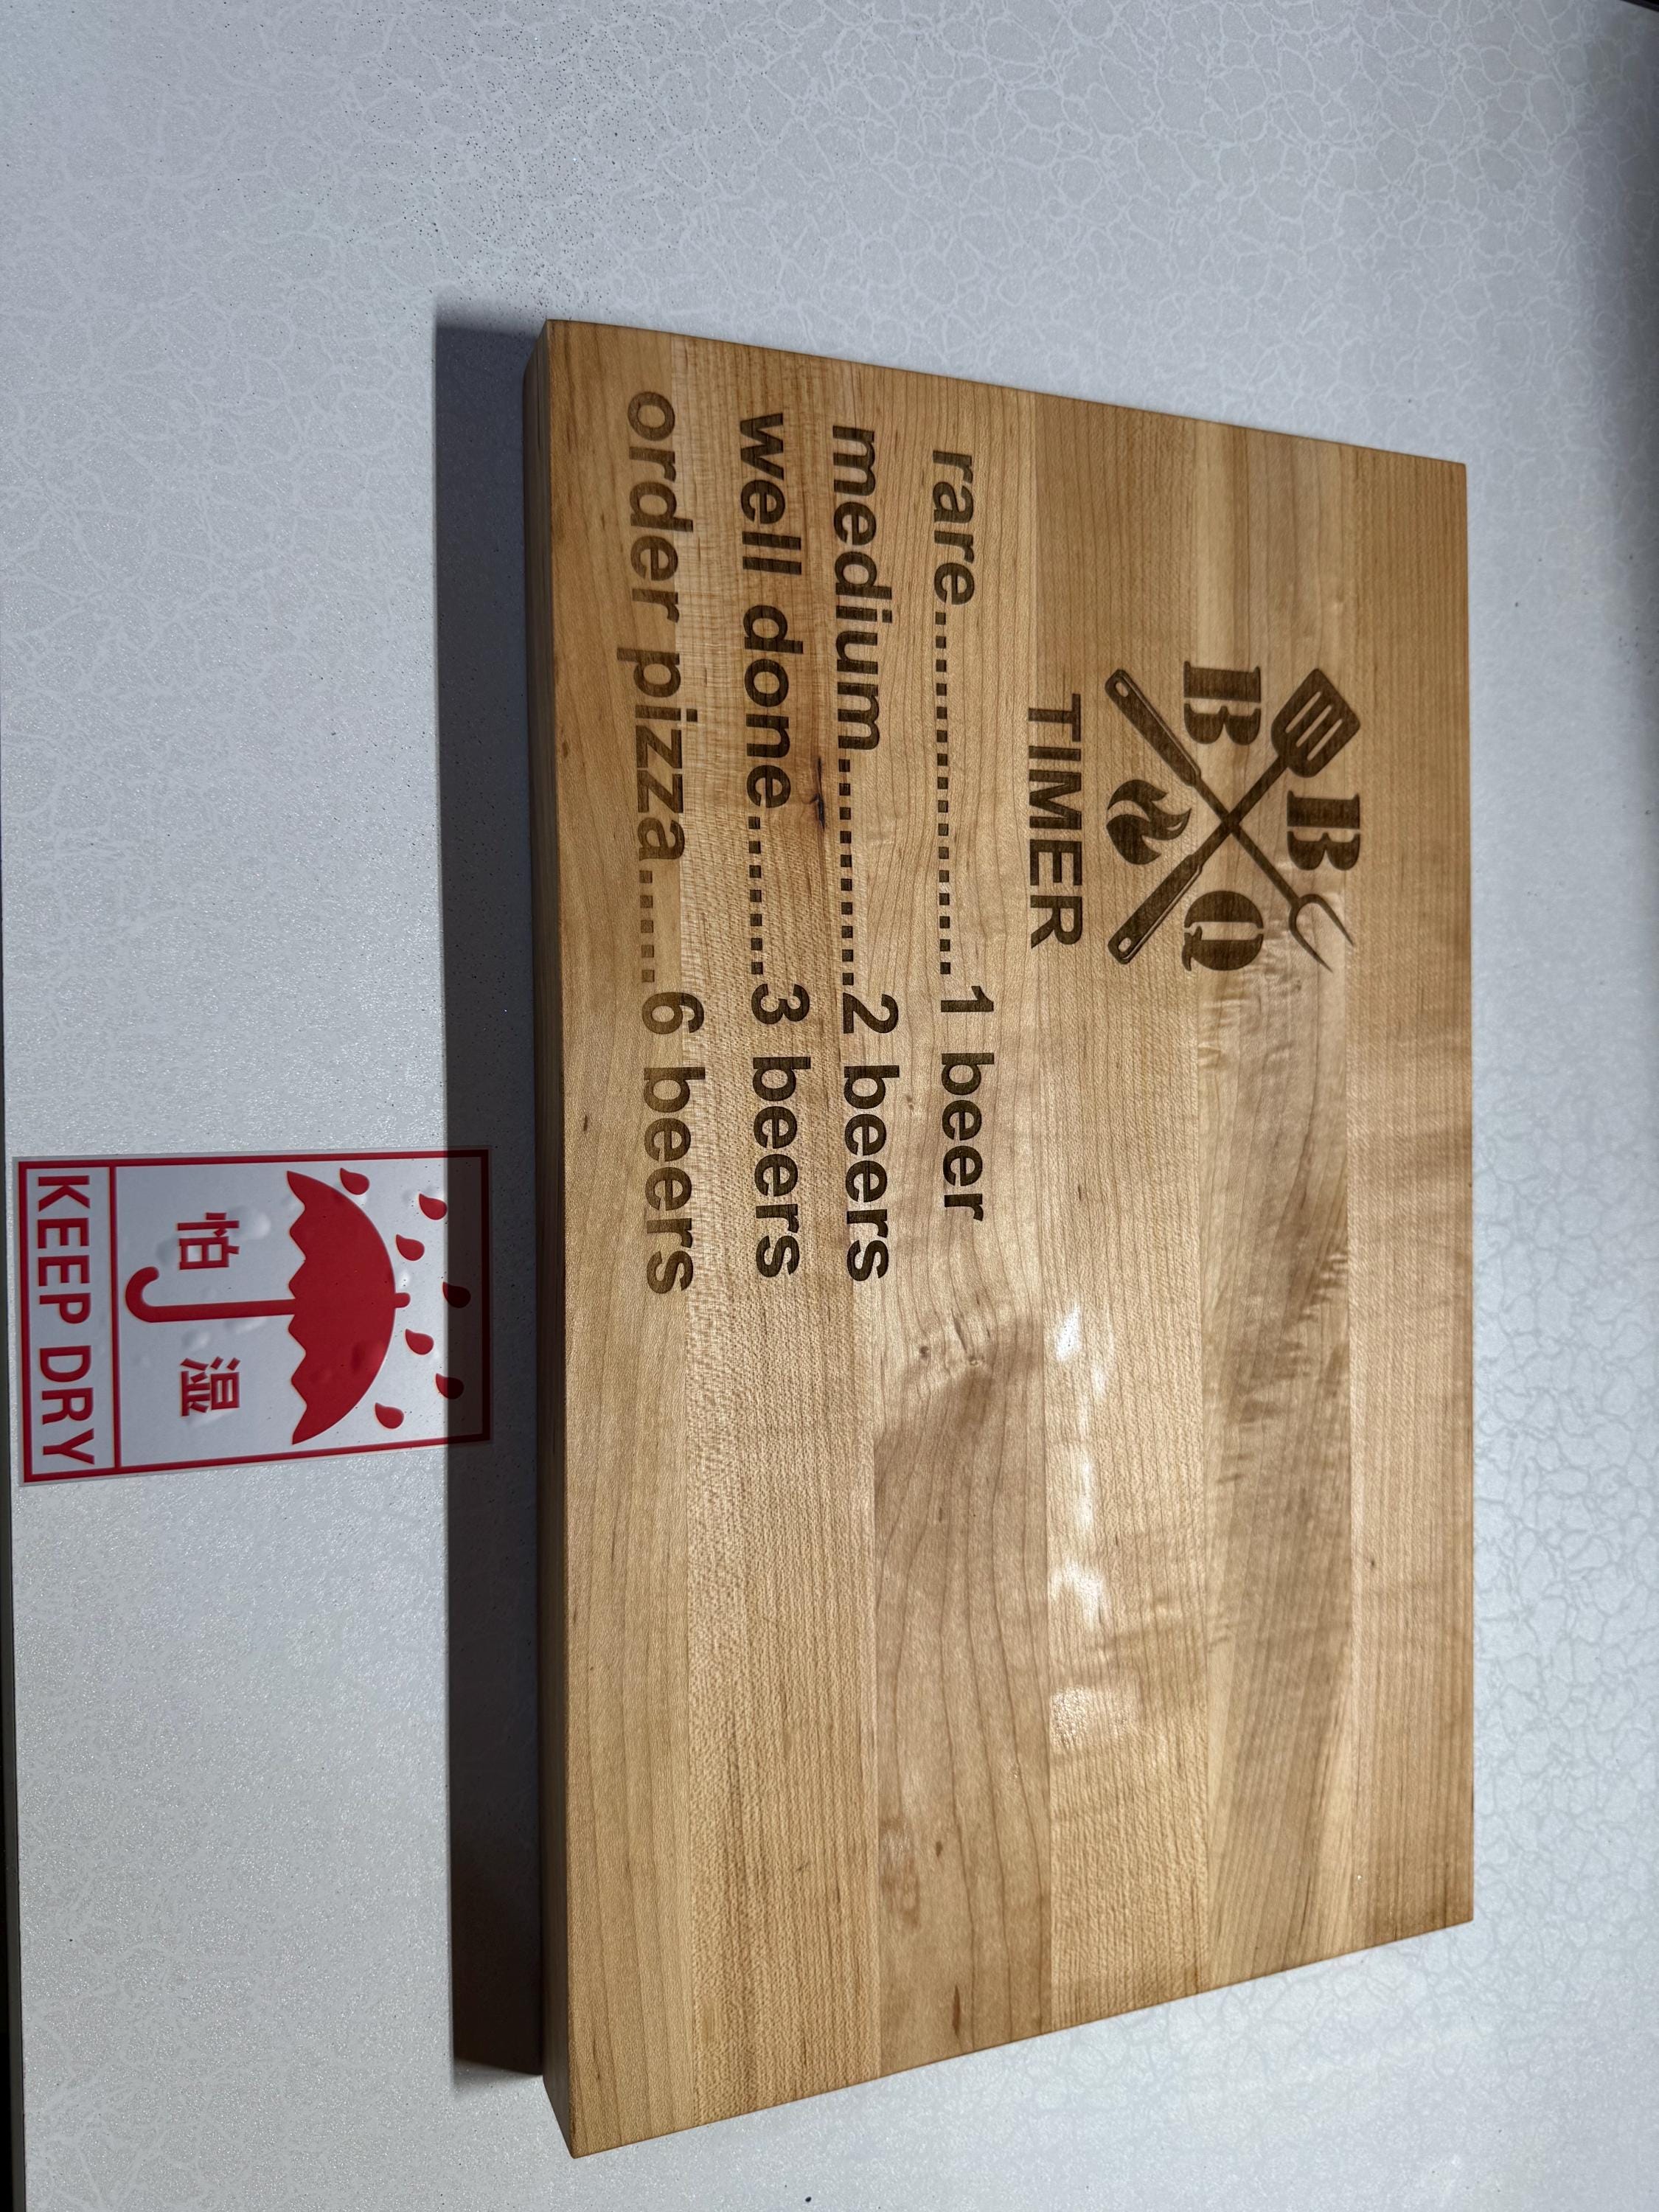 B
B Q
TIMER
rare.....................1 beer
medium..............2 beers
well done..........3 beers
order pizza......6 beers
怕 湿
KEEP DRY